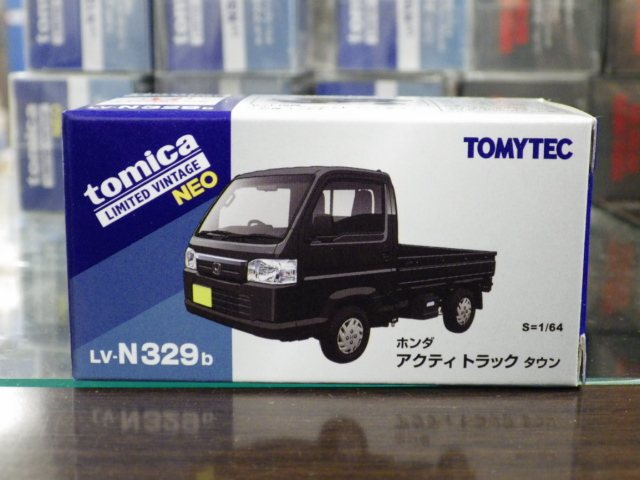 tomica
LIMITED VINTAGE
NEO
TOMYTEC
S=1/64
ホンダ
アクティ トラック タウン
LV-N329b